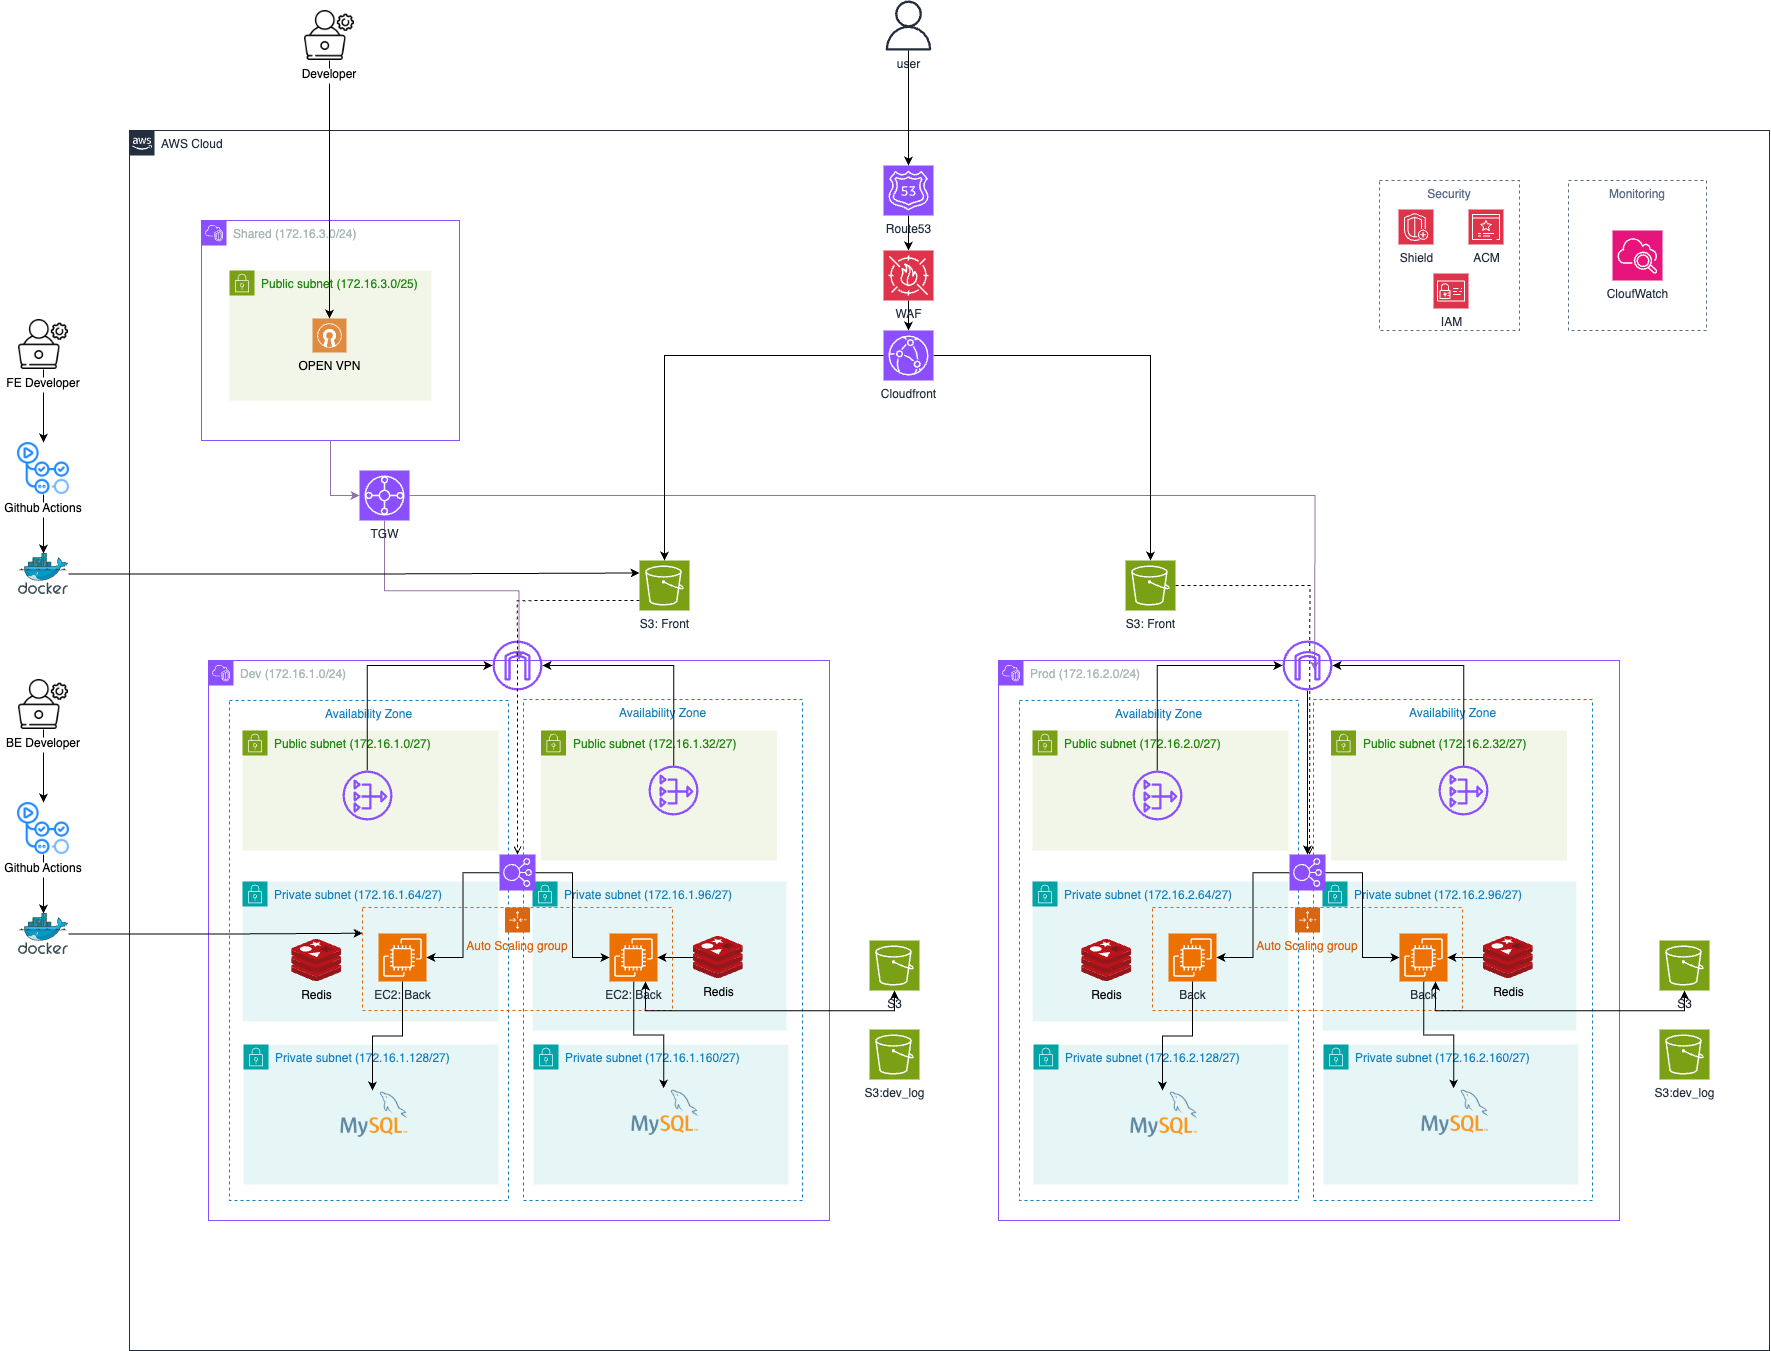 Developer
user
aws
AWS Cloud
53
Route53
Security
Monitoring
Shared (172.16.3.0/24)
Shield
ACM
Public subnet (172.16.3.0/25)
WAF
CloufWatch
IAM
OPEN VPN
FE Developer
Cloudfront
Github Actions
TGW
docker
S3: Front
S3: Front
Dev (172.16.1.0/24)
Prod (172.16.2.0/24)
Availability Zone
Availability Zone
Availability Zone
Availability Zone
BE Developer
Public subnet (172.16.1.0/27)
Public subnet (172.16.1.32/27)
Public subnet (172.16.2.0/27)
Public subnet (172.16.2.32/27)
Github Actions
Private subnet (172.16.1.64/27)
Private subnet (172.16.1.96/27)
Private subnet (172.16.2.64/27)
Private subnet (172.16.2.96/27)
docker
Auto Scaling group
Auto Scaling group
Redis
EC2: Back
EC2: Back
Redis
S3
Redis
Back
Back
Redis
S3
Private subnet (172.16.1.128/27)
Private subnet (172.16.1.160/27)
Private subnet (172.16.2.128/27)
Private subnet (172.16.2.160/27)
S3:dev_log
S3:dev_log
MySQL
MySQL
MySQL
MySQL